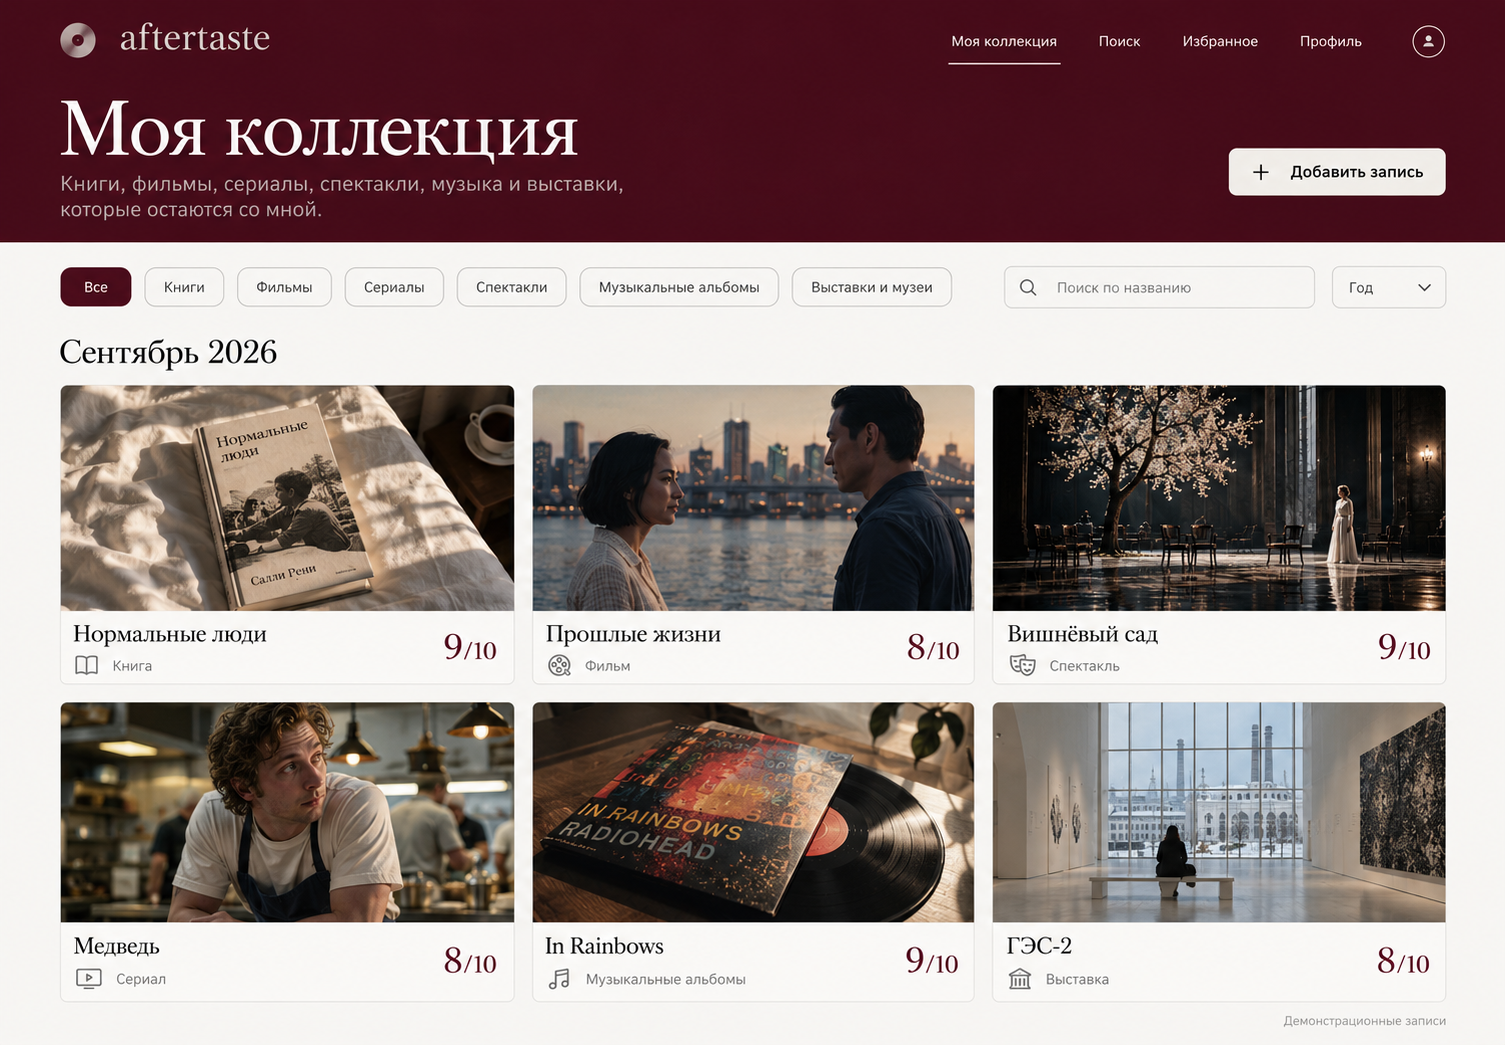 aftertaste
Моя коллекция
Поиск
Избранное
Профиль
Моя коллекция
Книги, фильмы, сериалы, спектакли, музыка и выставки,
которые остаются со мной.
+ Добавить запись
Все
Книги
Фильмы
Сериалы
Спектакли
Музыкальные альбомы
Выставки и музеи
Поиск по названию
Год
Сентябрь 2026
Нормальные
люди
Салли Рени
Нормальные люди
Книга
9/10
Прошлые жизни
Фильм
8/10
Вишнёвый сад
Спектакль
9/10
Медведь
Сериал
8/10
IN RAINBOWS
RADIOHEAD
In Rainbows
Музыкальные альбомы
9/10
ГЭС-2
Выставка
8/10
Демонстрационные записи